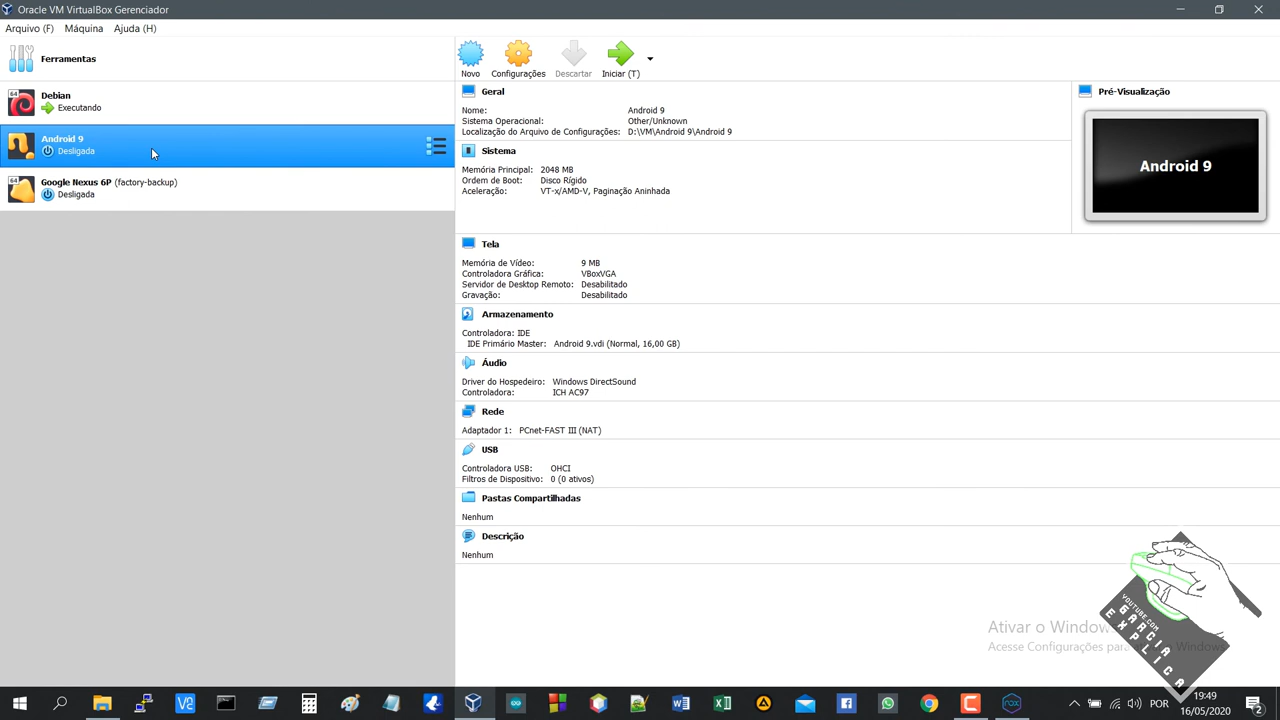 Oracle VM VirtualBox Gerenciador
Arquivo (F) Máquina Ajuda (H)
Ferramentas
Novo Configurações Descartar Iniciar (T)
64 Debian
Executando
Android 9
Desligada
64 Google Nexus 6P (factory-backup)
Desligada
Geral
Nome: Android 9
Sistema Operacional: Other/Unknown
Localização do Arquivo de Configurações: D:\VM\Android 9\Android 9
Sistema
Memória Principal: 2048 MB
Ordem de Boot: Disco Rígido
Aceleração: VT-x/AMD-V, Paginação Aninhada
Pré-Visualização
Android 9
Tela
Memória de Vídeo: 9 MB
Controladora Gráfica: VBoxVGA
Servidor de Desktop Remoto: Desabilitado
Gravação: Desabilitado
Armazenamento
Controladora: IDE
IDE Primário Master: Android 9.vdi (Normal, 16,00 GB)
Áudio
Driver do Hospedeiro: Windows DirectSound
Controladora: ICH AC97
Rede
Adaptador 1: PCnet-FAST III (NAT)
USB
Controladora USB: OHCI
Filtros de Dispositivo: 0 (0 ativos)
Pastas Compartilhadas
Nenhum
Descrição
Nenhum
Ativar o Window
Acesse Configurações para Windows.
YOUTUBE.COM
GARCIA
EXPLICA
POR
19:49
16/05/2020
2